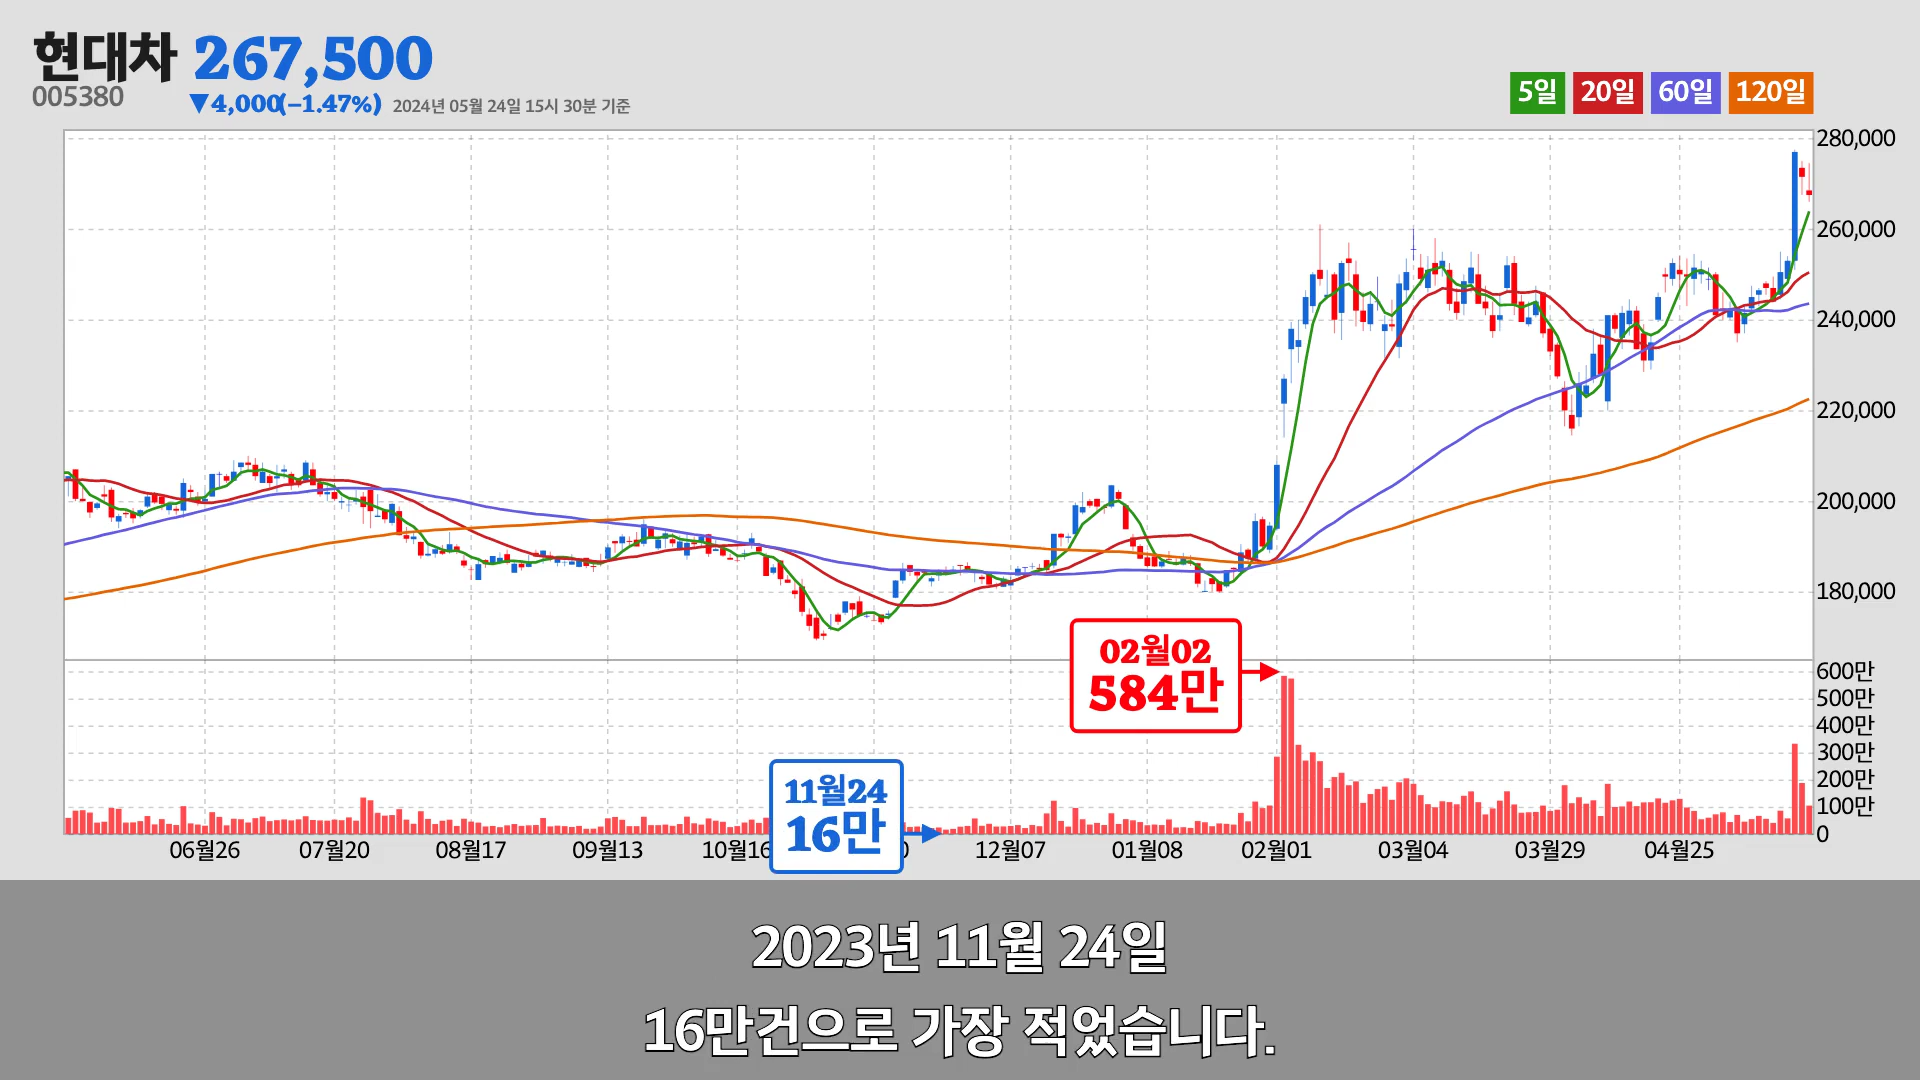 현대차 267,500
005380 ▼4,000(-1.47%) 2024년 05월 24일 15시 30분 기준
5일 20일 60일 120일
280,000
260,000
240,000
220,000
200,000
180,000
02월02
584만
600만
500만
400만
300만
200만
100만
0
11월24
16만
06월26 07월20 08월17 09월13 10월16 12월07 01월08 02월01 03월04 03월29 04월25
2023년 11월 24일
16만건으로 가장 적었습니다.